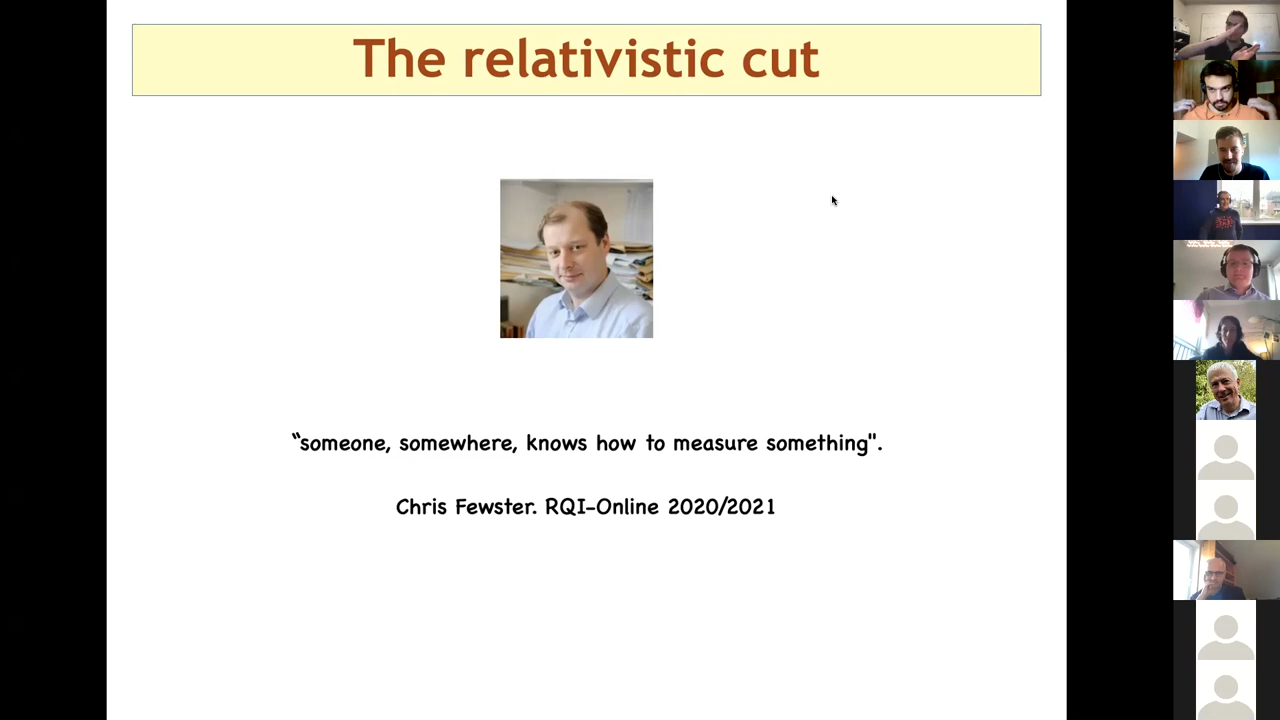 The relativistic cut
“someone, somewhere, knows how to measure something".
Chris Fewster. RQI-Online 2020/2021